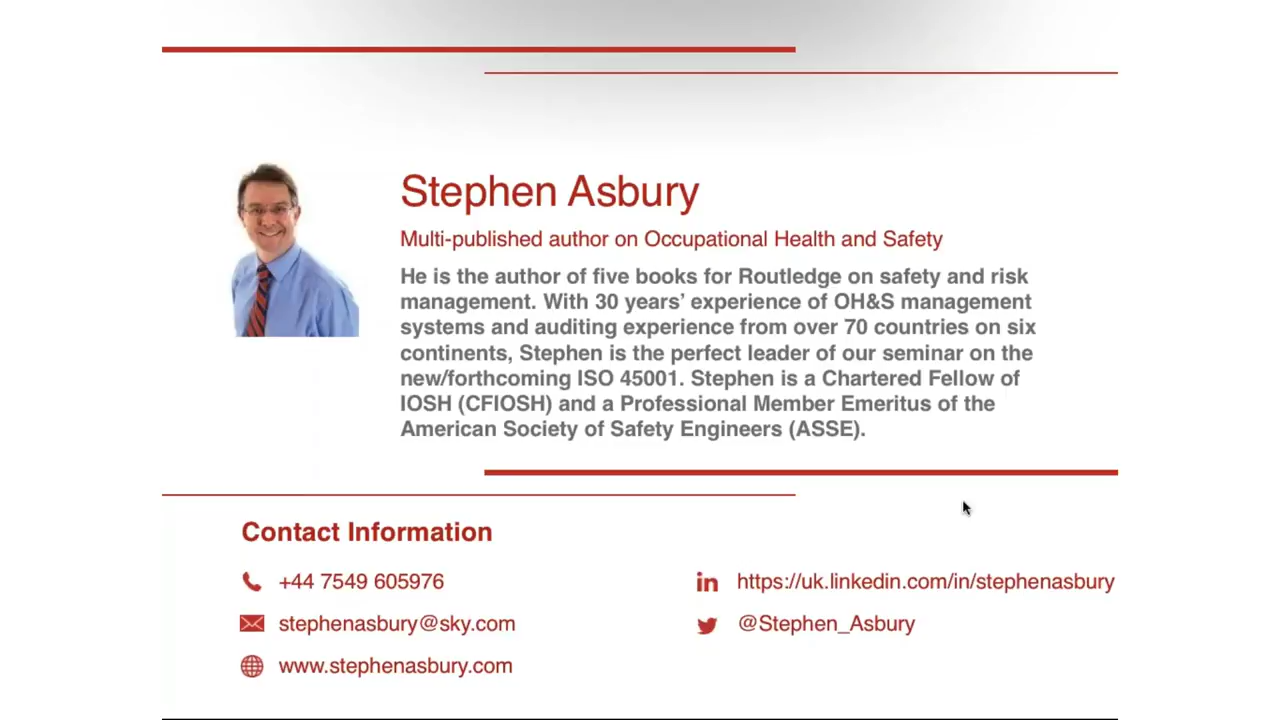 Stephen Asbury
Multi-published author on Occupational Health and Safety
He is the author of five books for Routledge on safety and risk
management. With 30 years’ experience of OH&S management
systems and auditing experience from over 70 countries on six
continents, Stephen is the perfect leader of our seminar on the
new/forthcoming ISO 45001. Stephen is a Chartered Fellow of
IOSH (CFIOSH) and a Professional Member Emeritus of the
American Society of Safety Engineers (ASSE).
Contact Information
+44 7549 605976
stephenasbury@sky.com
www.stephenasbury.com
in https://uk.linkedin.com/in/stephenasbury
@Stephen_Asbury